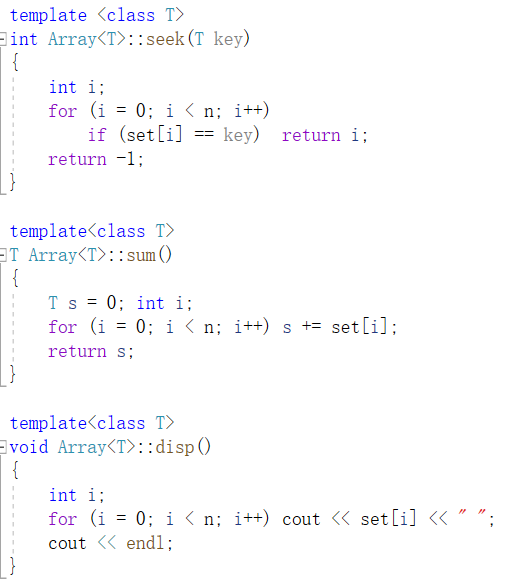 template <class T>
int Array<T>::seek(T key)
{
    int i;
    for (i = 0; i < n; i++)
        if (set[i] == key)  return i;
    return -1;
}
template<class T>
T Array<T>::sum()
{
    T s = 0; int i;
    for (i = 0; i < n; i++) s += set[i];
    return s;
}
template<class T>
void Array<T>::disp()
{
    int i;
    for (i = 0; i < n; i++) cout << set[i] << " ";
    cout << endl;
}